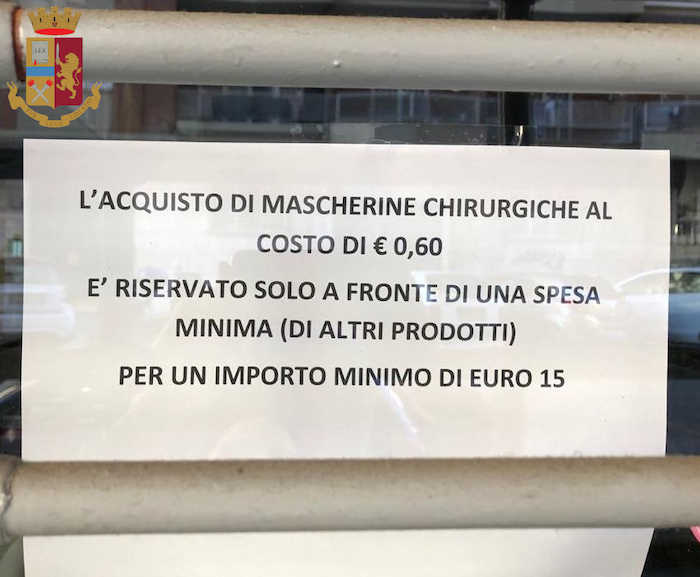 L'ACQUISTO DI MASCHERINE CHIRURGICHE AL
COSTO DI € 0,60
E' RISERVATO SOLO A FRONTE DI UNA SPESA
MINIMA (DI ALTRI PRODOTTI)
PER UN IMPORTO MINIMO DI EURO 15